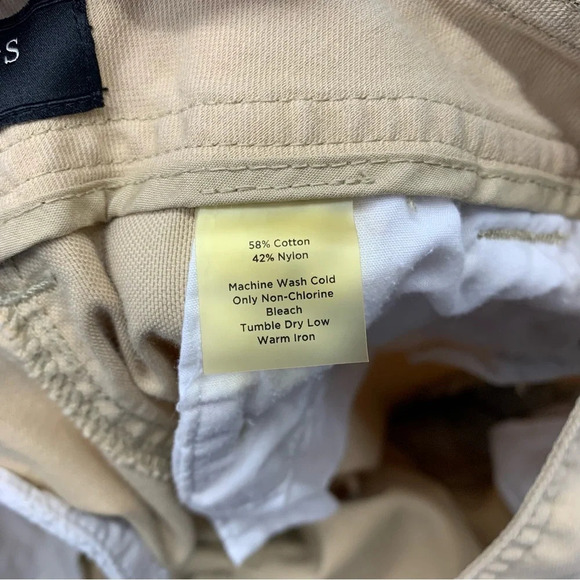 58% Cotton
42% Nylon
Machine Wash Cold
Only Non-Chlorine
Bleach
Tumble Dry Low
Warm Iron